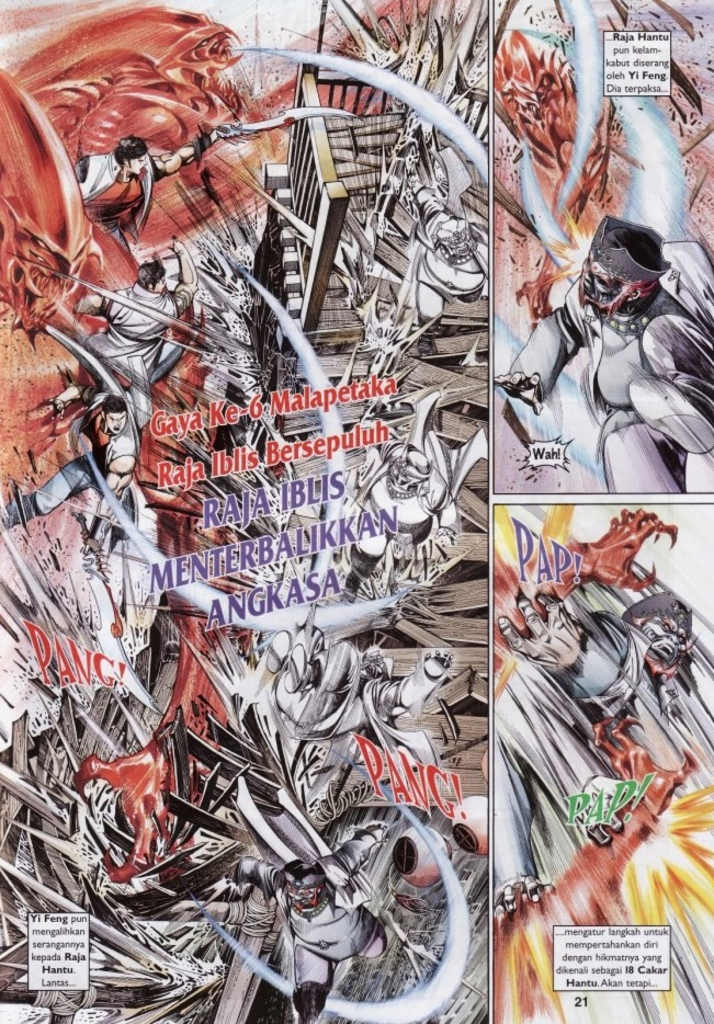 Gaya Ke-6 Malapetaka
Raja Iblis Bersepuluh
RAJA IBLIS
MENTERBALIKKAN
ANGKASA
PANG!
PANG!
Yi Feng pun
mengalihkan
serangannya
kepada Raja
Hantu.
Lantas...
...Raja Hantu
pun kelam-
kabut diserang
oleh Yi Feng.
Dia terpaksa...
Wah!
PAP!
PAP!
....mengatur langkah untuk
mempertahankan diri
dengan hikmatnya yang
dikenali sebagai 18 Cakar
Hantu. Akan tetapi...
21